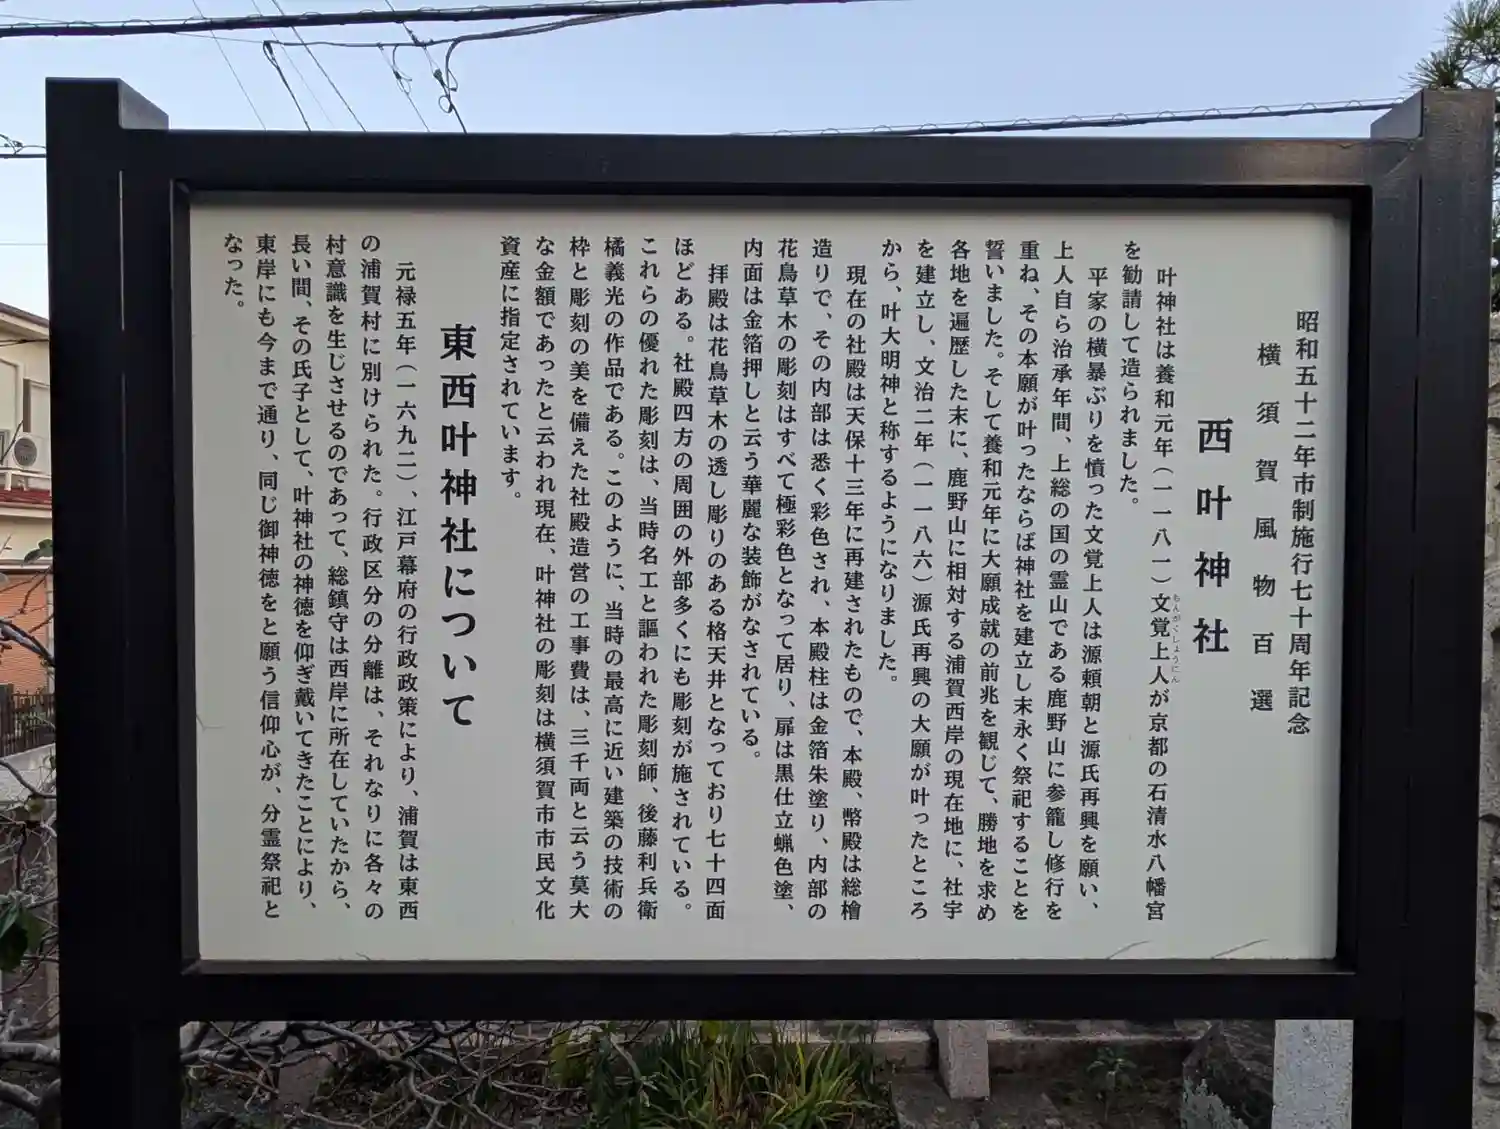 昭和五十二年市制施行七十周年記念
横須賀風物百選
西叶神社
叶神社は養和元年（一一八一）文覚上人が京都の石清水八幡宮
もんがくしょうにん
を勧請して造られました。
平家の横暴ぶりを憤った文覚上人は源頼朝と源氏再興を願い、
上人自ら治承年間、上総の国の霊山である鹿野山に参籠し修行を
重ね、その本願が叶ったならば神社を建立し末永く祭祀することを
誓いました。そして養和元年に大願成就の前兆を観じて、勝地を求め
各地を遍歴した末に、鹿野山に相対する浦賀西岸の現在地に、社宇
を建立し、文治二年（一一八六）源氏再興の大願が叶ったところ
から、叶大明神と称するようになりました。
現在の社殿は天保十三年に再建されたもので、本殿、幣殿は総檜
造りで、その内部は悉く彩色され、本殿柱は金箔朱塗り、内部の
花鳥草木の彫刻はすべて極彩色となって居り、扉は黒仕立蝋色塗、
内面は金箔押しと云う華麗な装飾がなされている。
拝殿は花鳥草木の透し彫りのある格天井となっており七十四面
ほどある。社殿四方の周囲の外部多くにも彫刻が施されている。
これらの優れた彫刻は、当時名工と謳われた彫刻師、後藤利兵衛
橘義光の作品である。このように、当時の最高に近い建築の技術の
枠と彫刻の美を備えた社殿造営の工事費は、三千両と云う莫大
な金額であったと云われ現在、叶神社の彫刻は横須賀市市民文化
資産に指定されています。
東西叶神社について
元禄五年（一六九二）、江戸幕府の行政政策により、浦賀は東西
の浦賀村に別けられた。行政区分の分離は、それなりに各々の
村意識を生じさせるのであって、総鎮守は西岸に所在していたから、
長い間、その氏子として、叶神社の神徳を仰ぎ戴いてきたことにより、
東岸にも今まで通り、同じ御神徳をと願う信仰心が、分霊祭祀と
なった。